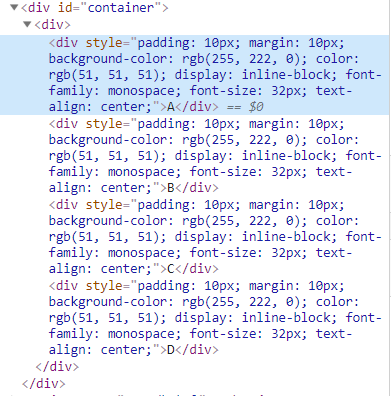 ▼<div id="container">
▼<div>
<div style="padding: 10px; margin: 10px;
background-color: rgb(255, 222, 0); color:
rgb(51, 51, 51); display: inline-block; font-
family: monospace; font-size: 32px; text-
align: center;">A</div> == $0
<div style="padding: 10px; margin: 10px;
background-color: rgb(255, 222, 0); color:
rgb(51, 51, 51); display: inline-block; font-
family: monospace; font-size: 32px; text-
align: center;">B</div>
<div style="padding: 10px; margin: 10px;
background-color: rgb(255, 222, 0); color:
rgb(51, 51, 51); display: inline-block; font-
family: monospace; font-size: 32px; text-
align: center;">C</div>
<div style="padding: 10px; margin: 10px;
background-color: rgb(255, 222, 0); color:
rgb(51, 51, 51); display: inline-block; font-
family: monospace; font-size: 32px; text-
align: center;">D</div>
</div>
</div>